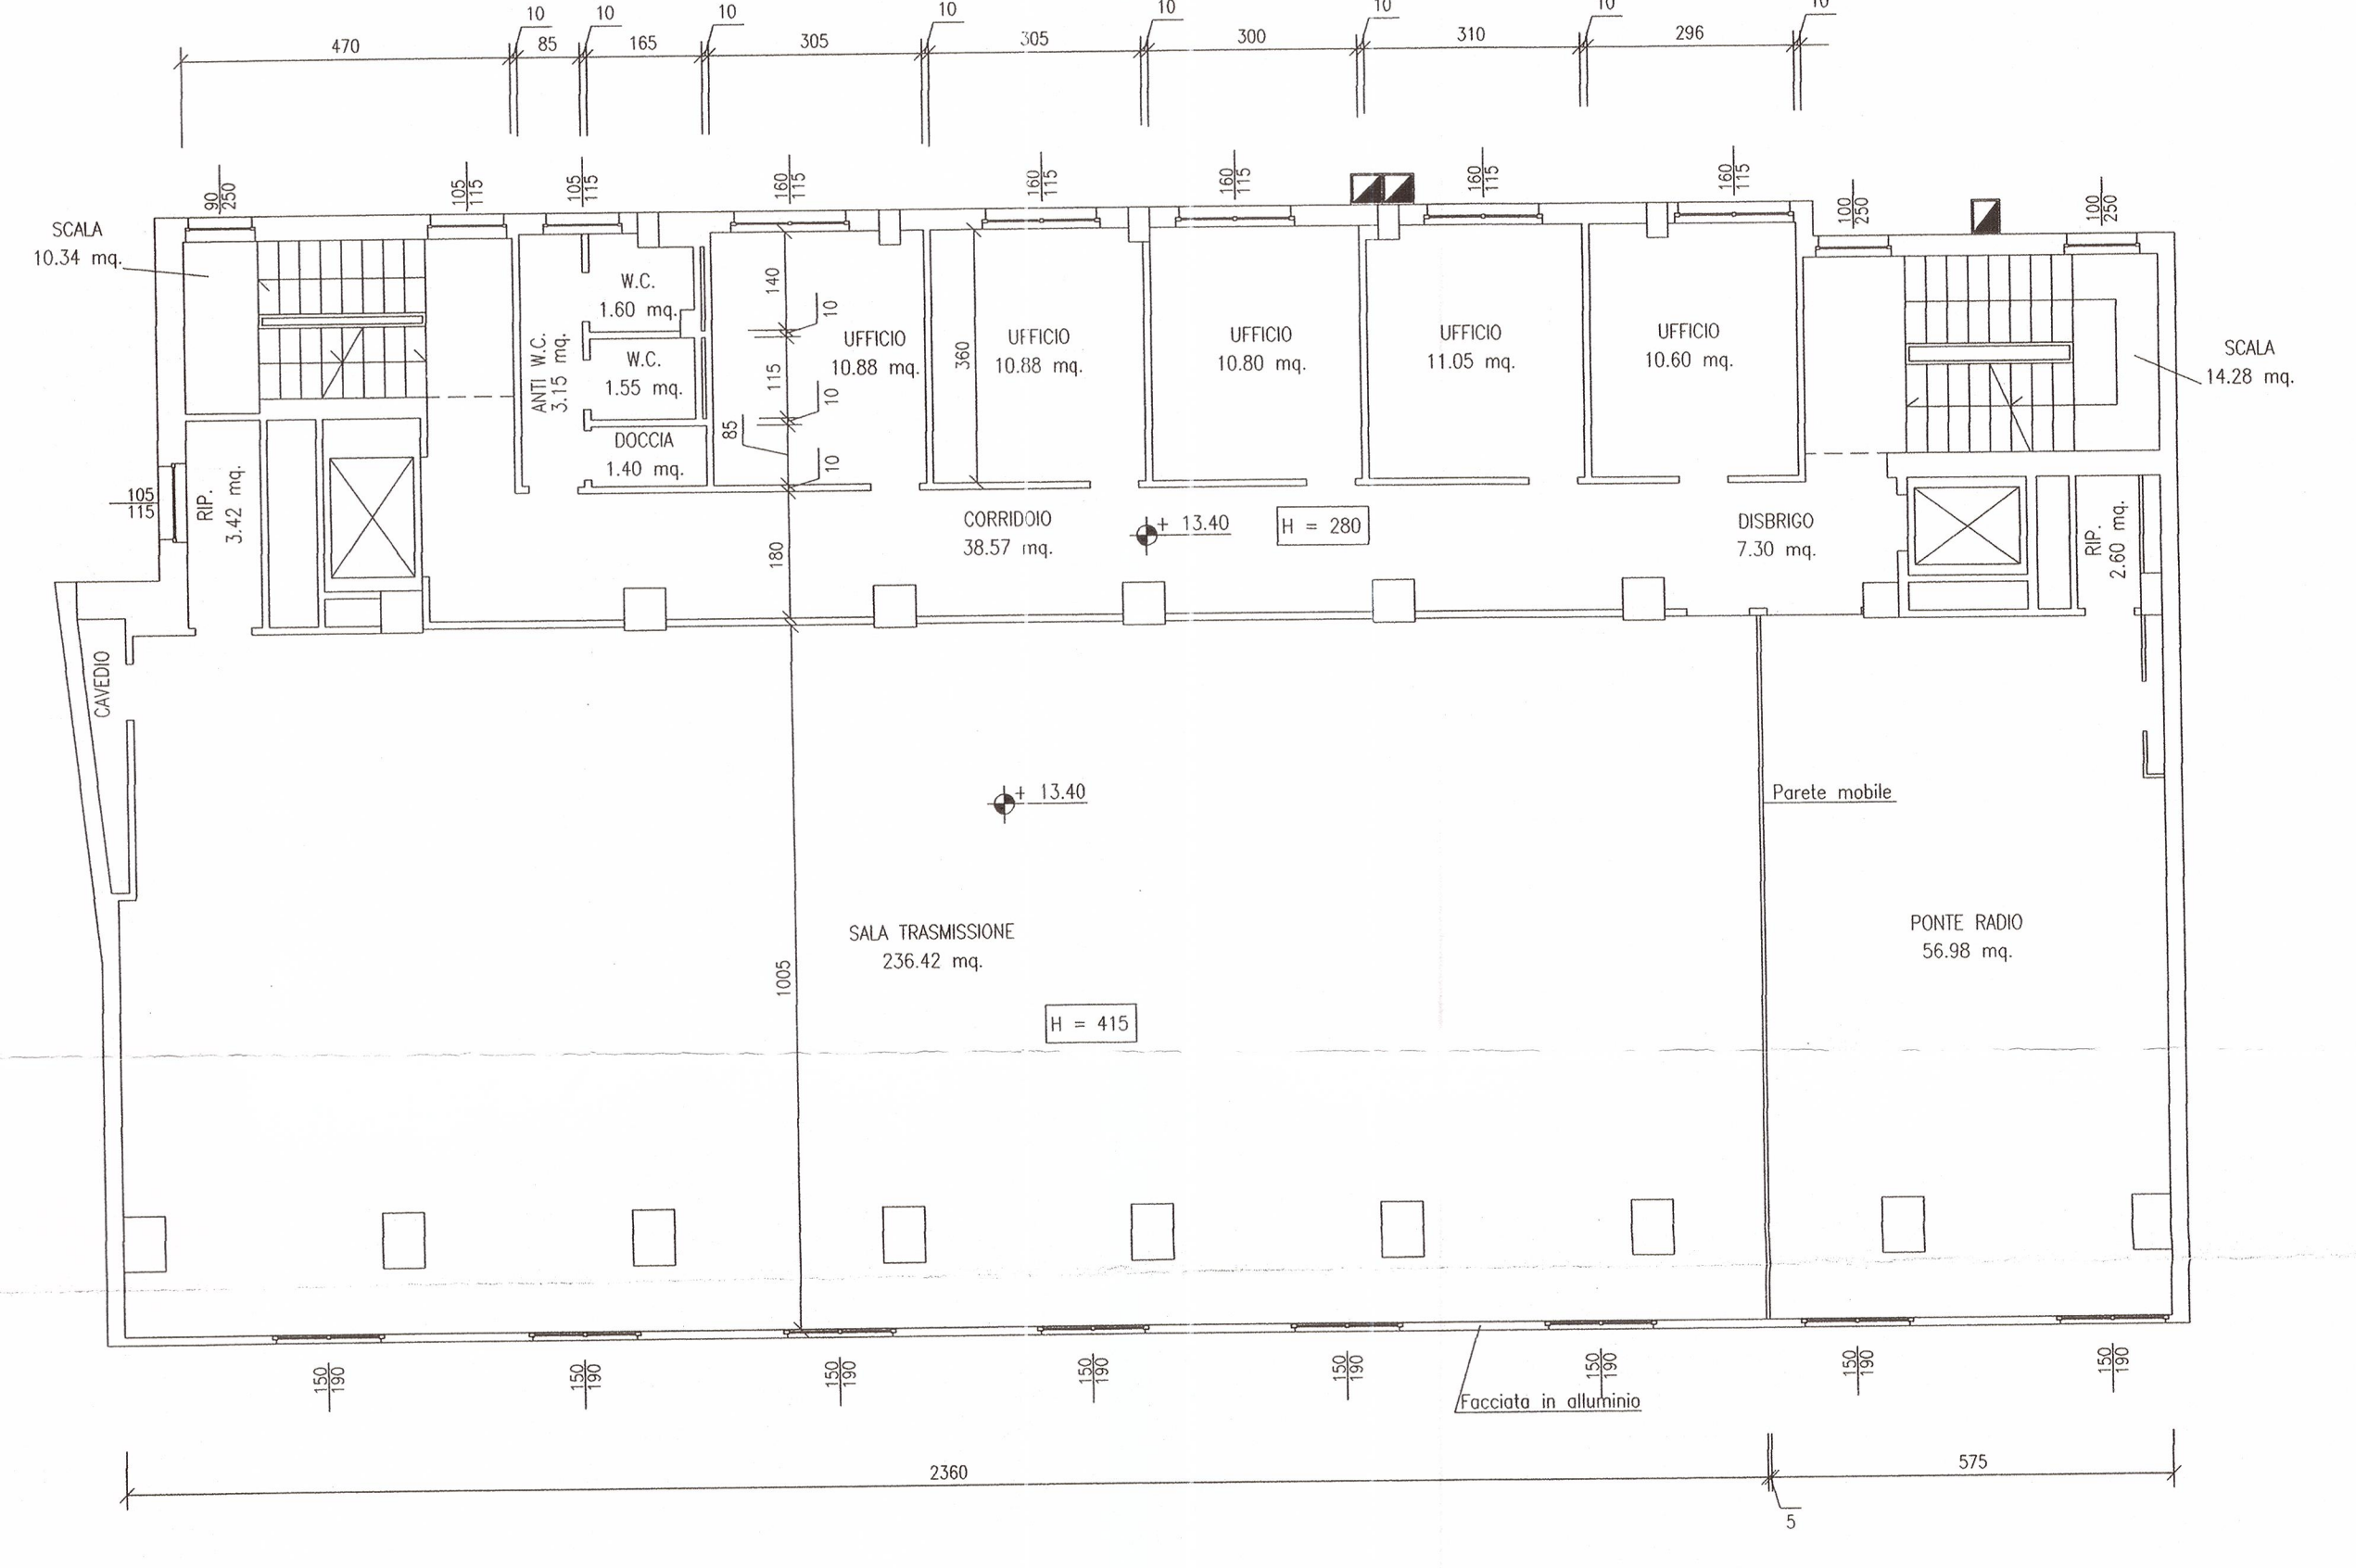 10
10
10
10
10
10
10
10
470
85
165
305
305
300
310
296
90
250
105
115
105
115
160
115
160
115
160
115
160
115
160
115
100
250
100
250
SCALA
10.34 mq.
W.C.
1.60 mq.
W.C.
1.55 mq.
DOCCIA
1.40 mq.
ANTI W.C.
3.15 mq.
140
10
115
10
85
10
UFFICIO
10.88 mq.
360
UFFICIO
10.88 mq.
UFFICIO
10.80 mq.
UFFICIO
11.05 mq.
UFFICIO
10.60 mq.
SCALA
14.28 mq.
105
115
RIP.
3.42 mq.
180
CORRIDOIO
38.57 mq.
+ 13.40
H = 280
DISBRIGO
7.30 mq.
RIP.
2.60 mq.
CAVEDIO
+ 13.40
Parete mobile
SALA TRASMISSIONE
236.42 mq.
1005
H = 415
PONTE RADIO
56.98 mq.
150
190
150
190
150
190
150
190
150
190
150
190
150
190
150
190
Facciata in alluminio
2360
575
5